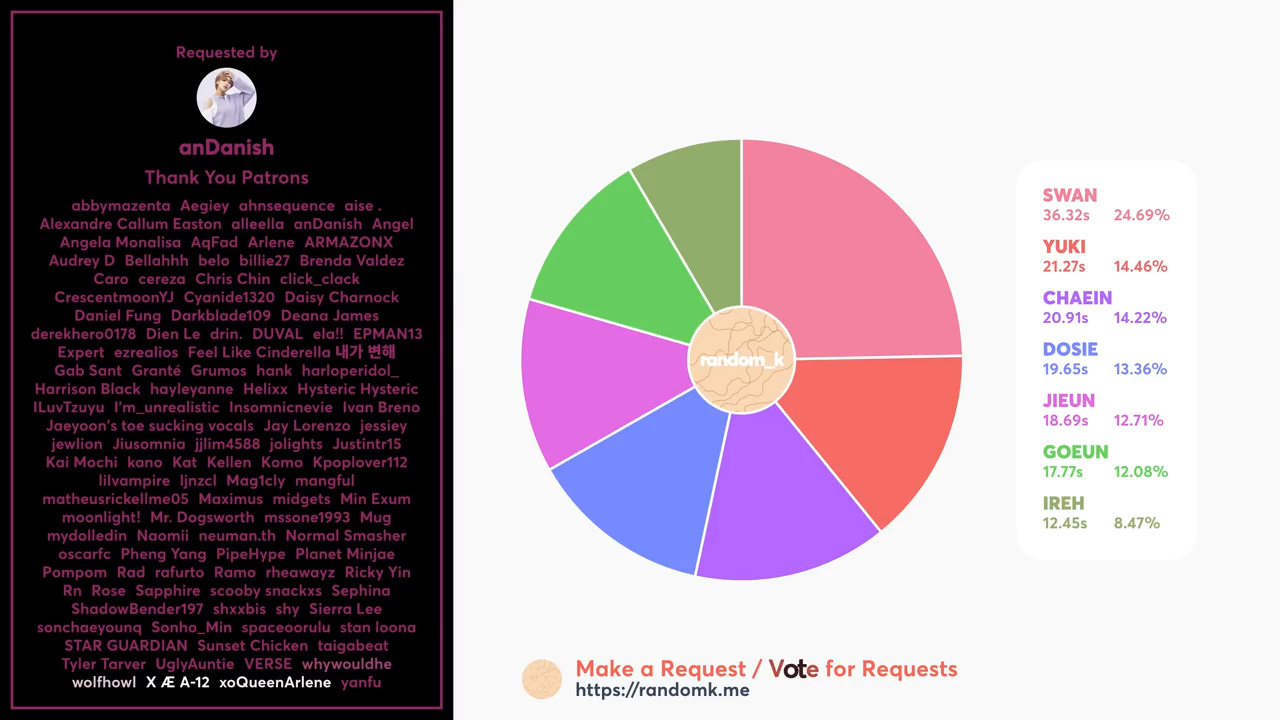 Requested by
anDanish
Thank You Patrons
abbymazenta Aegiey ahnsequence aise .
Alexandre Callum Easton alleella anDanish Angel
Angela Monalisa AqFad Arlene ARMAZONX
Audrey D Bellahhh belo billie27 Brenda Valdez
Caro cereza Chris Chin click_clack
CrescentmoonYJ Cyanide1320 Daisy Charnock
Daniel Fung Darkblade109 Deana James
derekhero0178 Dien Le drin. DUVAL ela!! EPMAN13
Expert ezrealios Feel Like Cinderella 내가 변해
Gab Sant Granté Grumos hank harloperidol_
Harrison Black hayleyanne Helixx Hysteric Hysteric
ILuvTzuyu I'm_unrealistic Insomnicnevie Ivan Breno
Jaeyoon's toe sucking vocals Jay Lorenzo jessiey
jewlion Jiusomnia jjlim4588 jolights Justintr15
Kai Mochi kano Kat Kellen Komo Kpoplover112
lilvampire ljnzcl Mag1cly mangful
matheusrickellme05 Maximus midgets Min Exum
moonlight! Mr. Dogsworth mssone1993 Mug
mydolledin Naomii neuman.th Normal Smasher
oscarfc Pheng Yang PipeHype Planet Minjae
Pompom Rad rafurto Ramo rheawayz Ricky Yin
Rn Rose Sapphire scooby snackxs Sephina
ShadowBender197 shxxbis shy Sierra Lee
sonchaeyounq Sonho_Min spaceoorulu stan loona
STAR GUARDIAN Sunset Chicken taigabeat
Tyler Tarver UglyAuntie VERSE whywouldhe
wolfhowl X Æ A-12 xoQueenArlene yanfu
random_k
SWAN
36.32s 24.69%
YUKI
21.27s 14.46%
CHAEIN
20.91s 14.22%
DOSIE
19.65s 13.36%
JIEUN
18.69s 12.71%
GOEUN
17.77s 12.08%
IREH
12.45s 8.47%
Make a Request / Vote for Requests
https://randomk.me